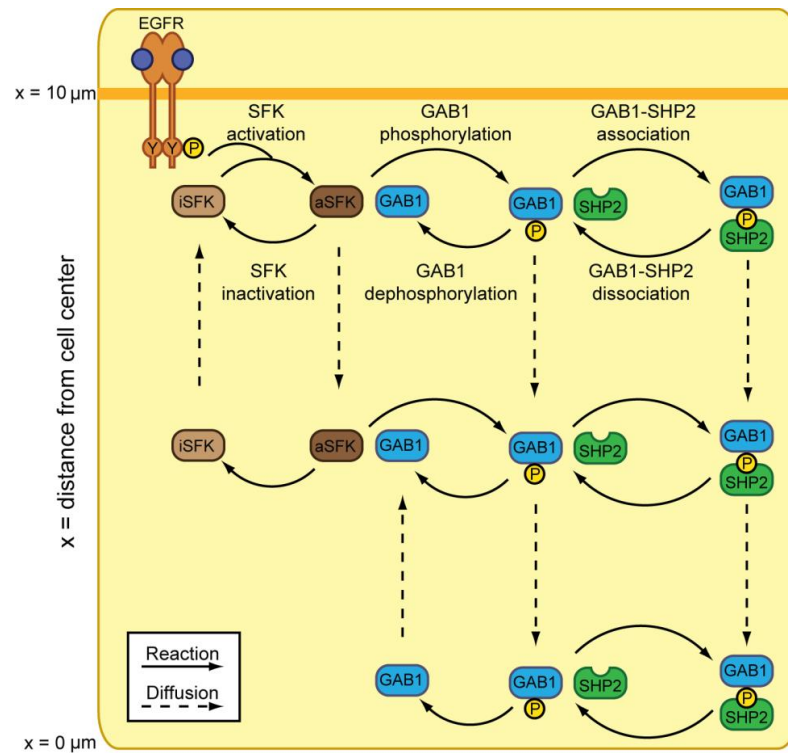 EGFR
x = 10 µm
Y Y P
SFK
activation
GAB1
phosphorylation
GAB1-SHP2
association
iSFK
aSFK
GAB1
GAB1
P
SHP2
GAB1
P
SHP2
SFK
inactivation
GAB1
dephosphorylation
GAB1-SHP2
dissociation
x = distance from cell center
iSFK
aSFK
GAB1
GAB1
P
SHP2
GAB1
P
SHP2
Reaction
Diffusion
GAB1
GAB1
P
SHP2
GAB1
P
SHP2
x = 0 µm